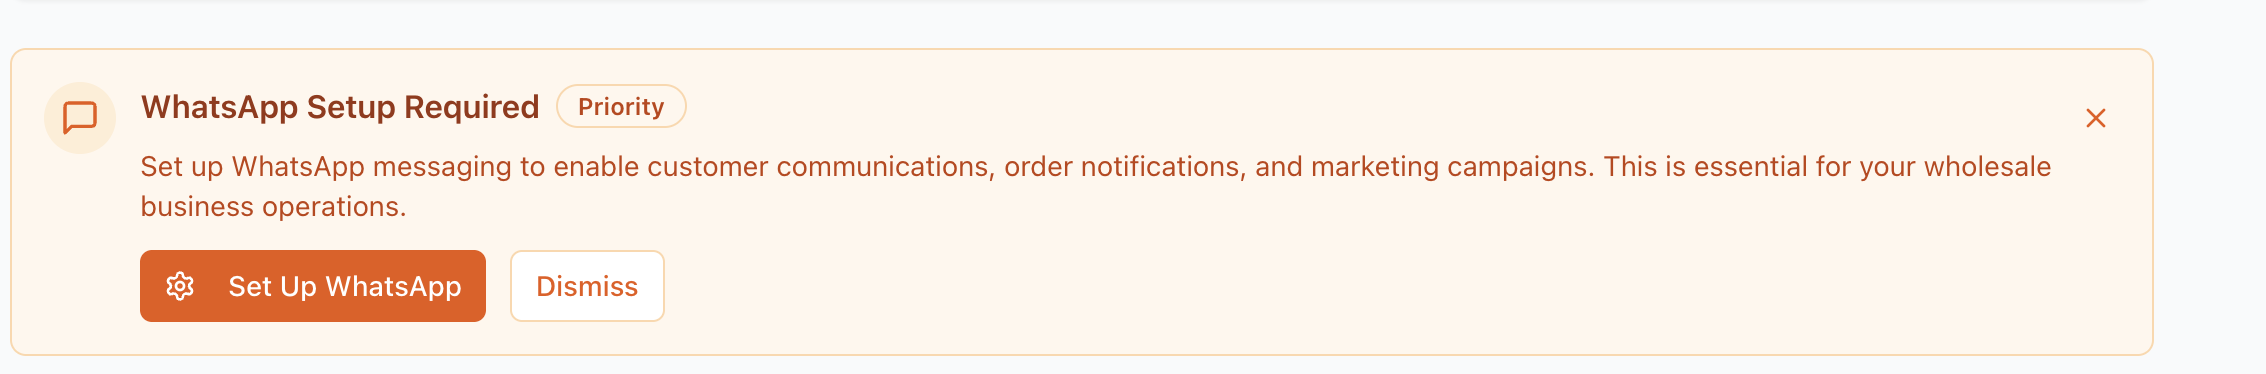 WhatsApp Setup Required Priority
Set up WhatsApp messaging to enable customer communications, order notifications, and marketing campaigns. This is essential for your wholesale
business operations.
Set Up WhatsApp Dismiss